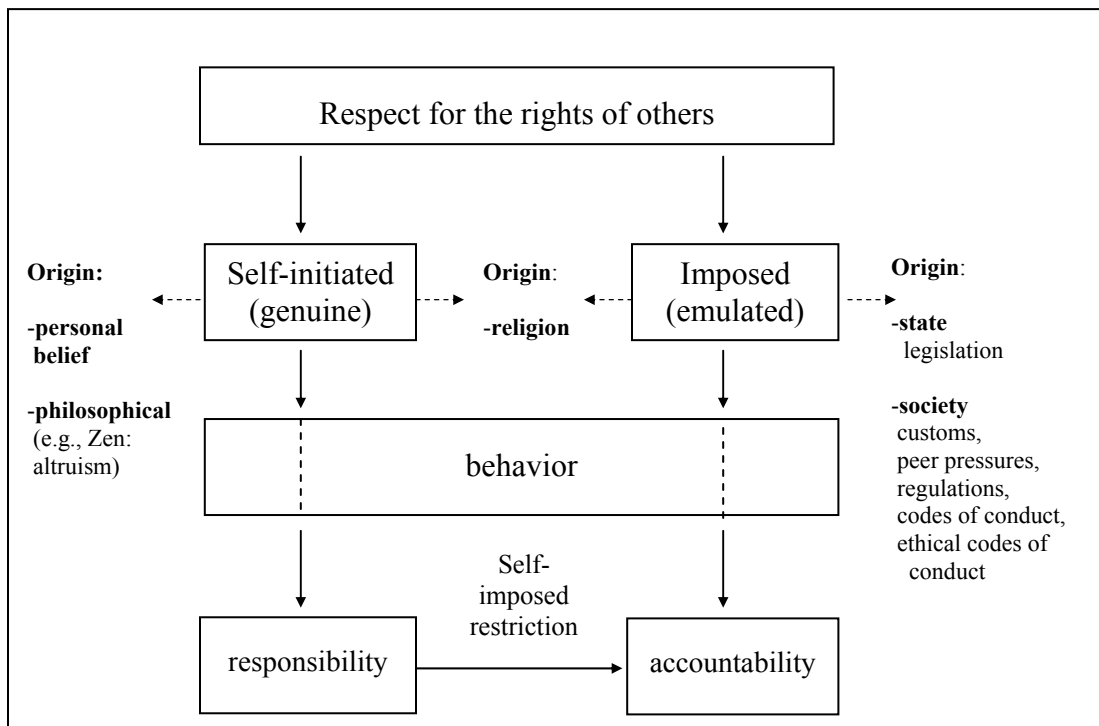 Respect for the rights of others
Origin:
-personal
belief
-philosophical
(e.g., Zen:
altruism)
Self-initiated
(genuine)
Origin:
-religion
Imposed
(emulated)
Origin:
-state
legislation
-society
customs,
peer pressures,
regulations,
codes of conduct,
ethical codes of
conduct
behavior
Self-
imposed
restriction
responsibility
accountability